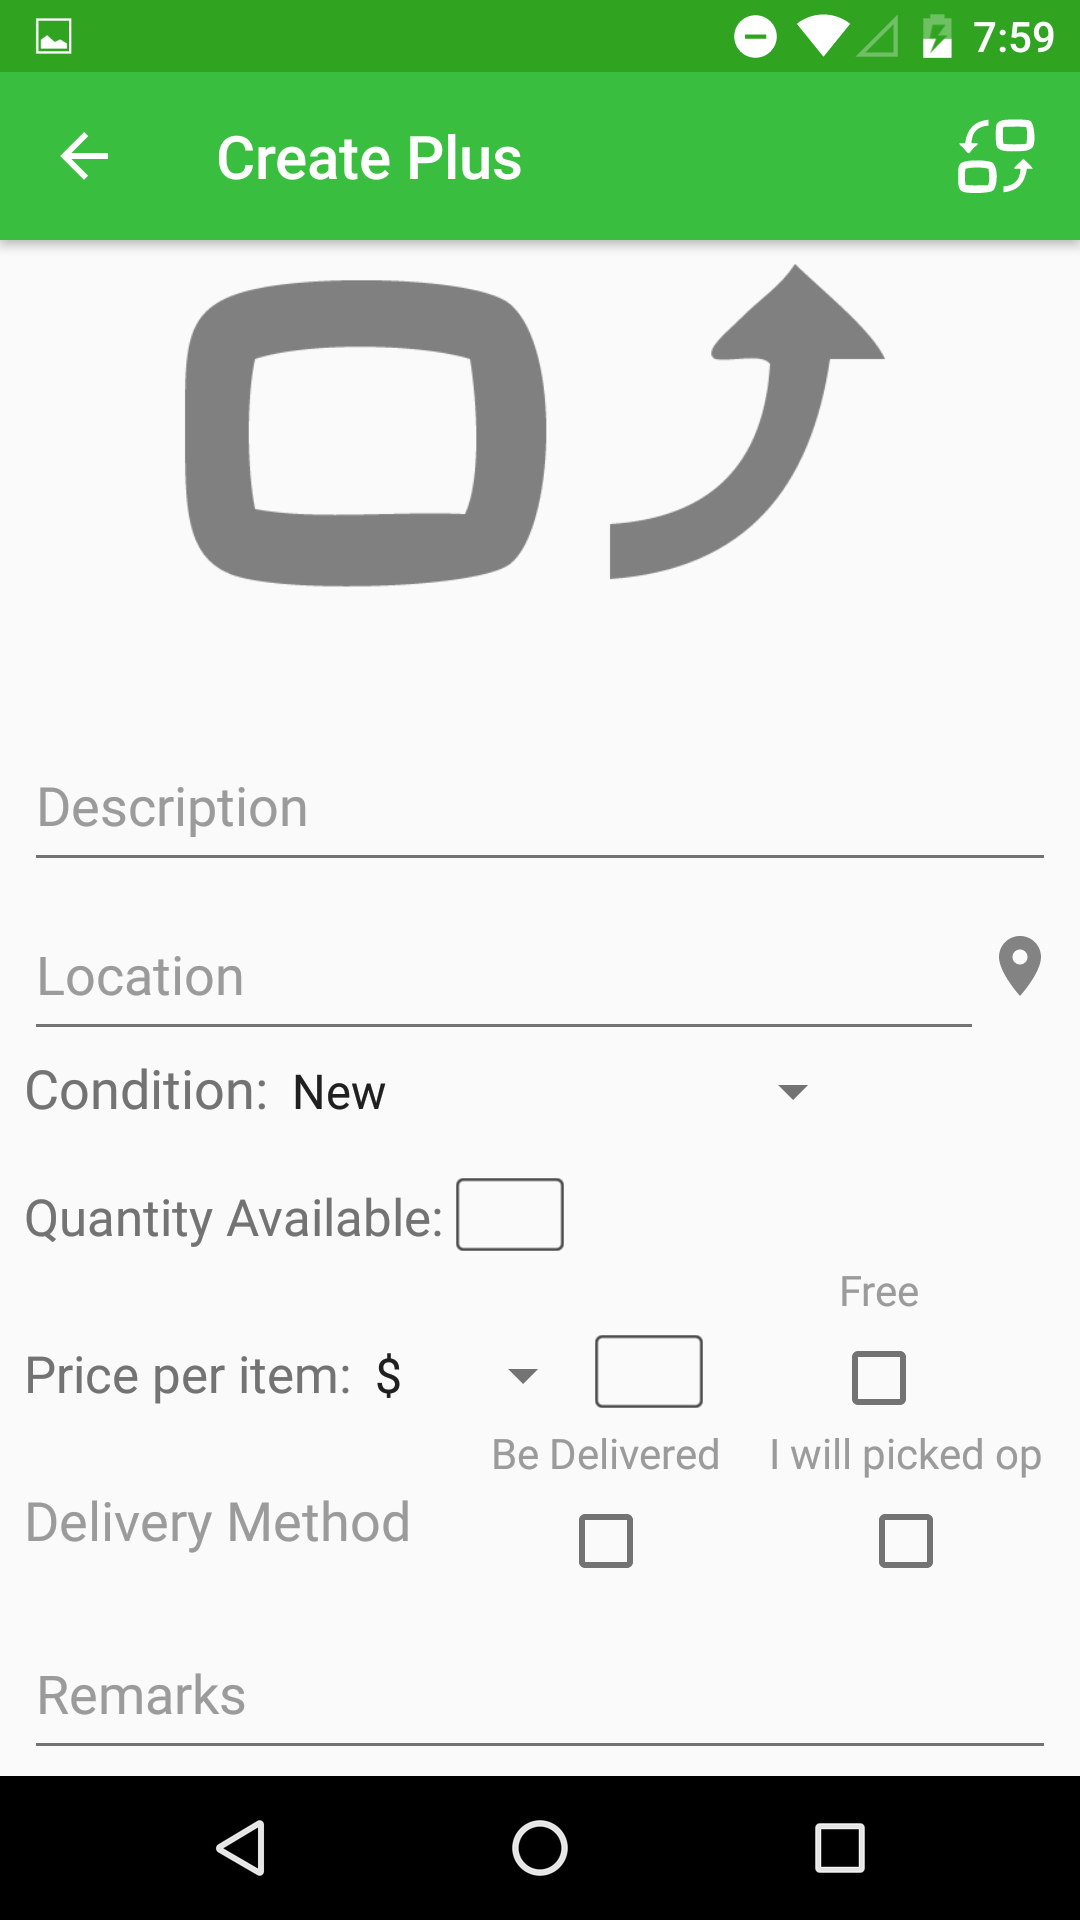 7:59
Create Plus
Description
Location
Condition: New
Quantity Available:
Free
Price per item: $
Be Delivered I will picked op
Delivery Method
Remarks